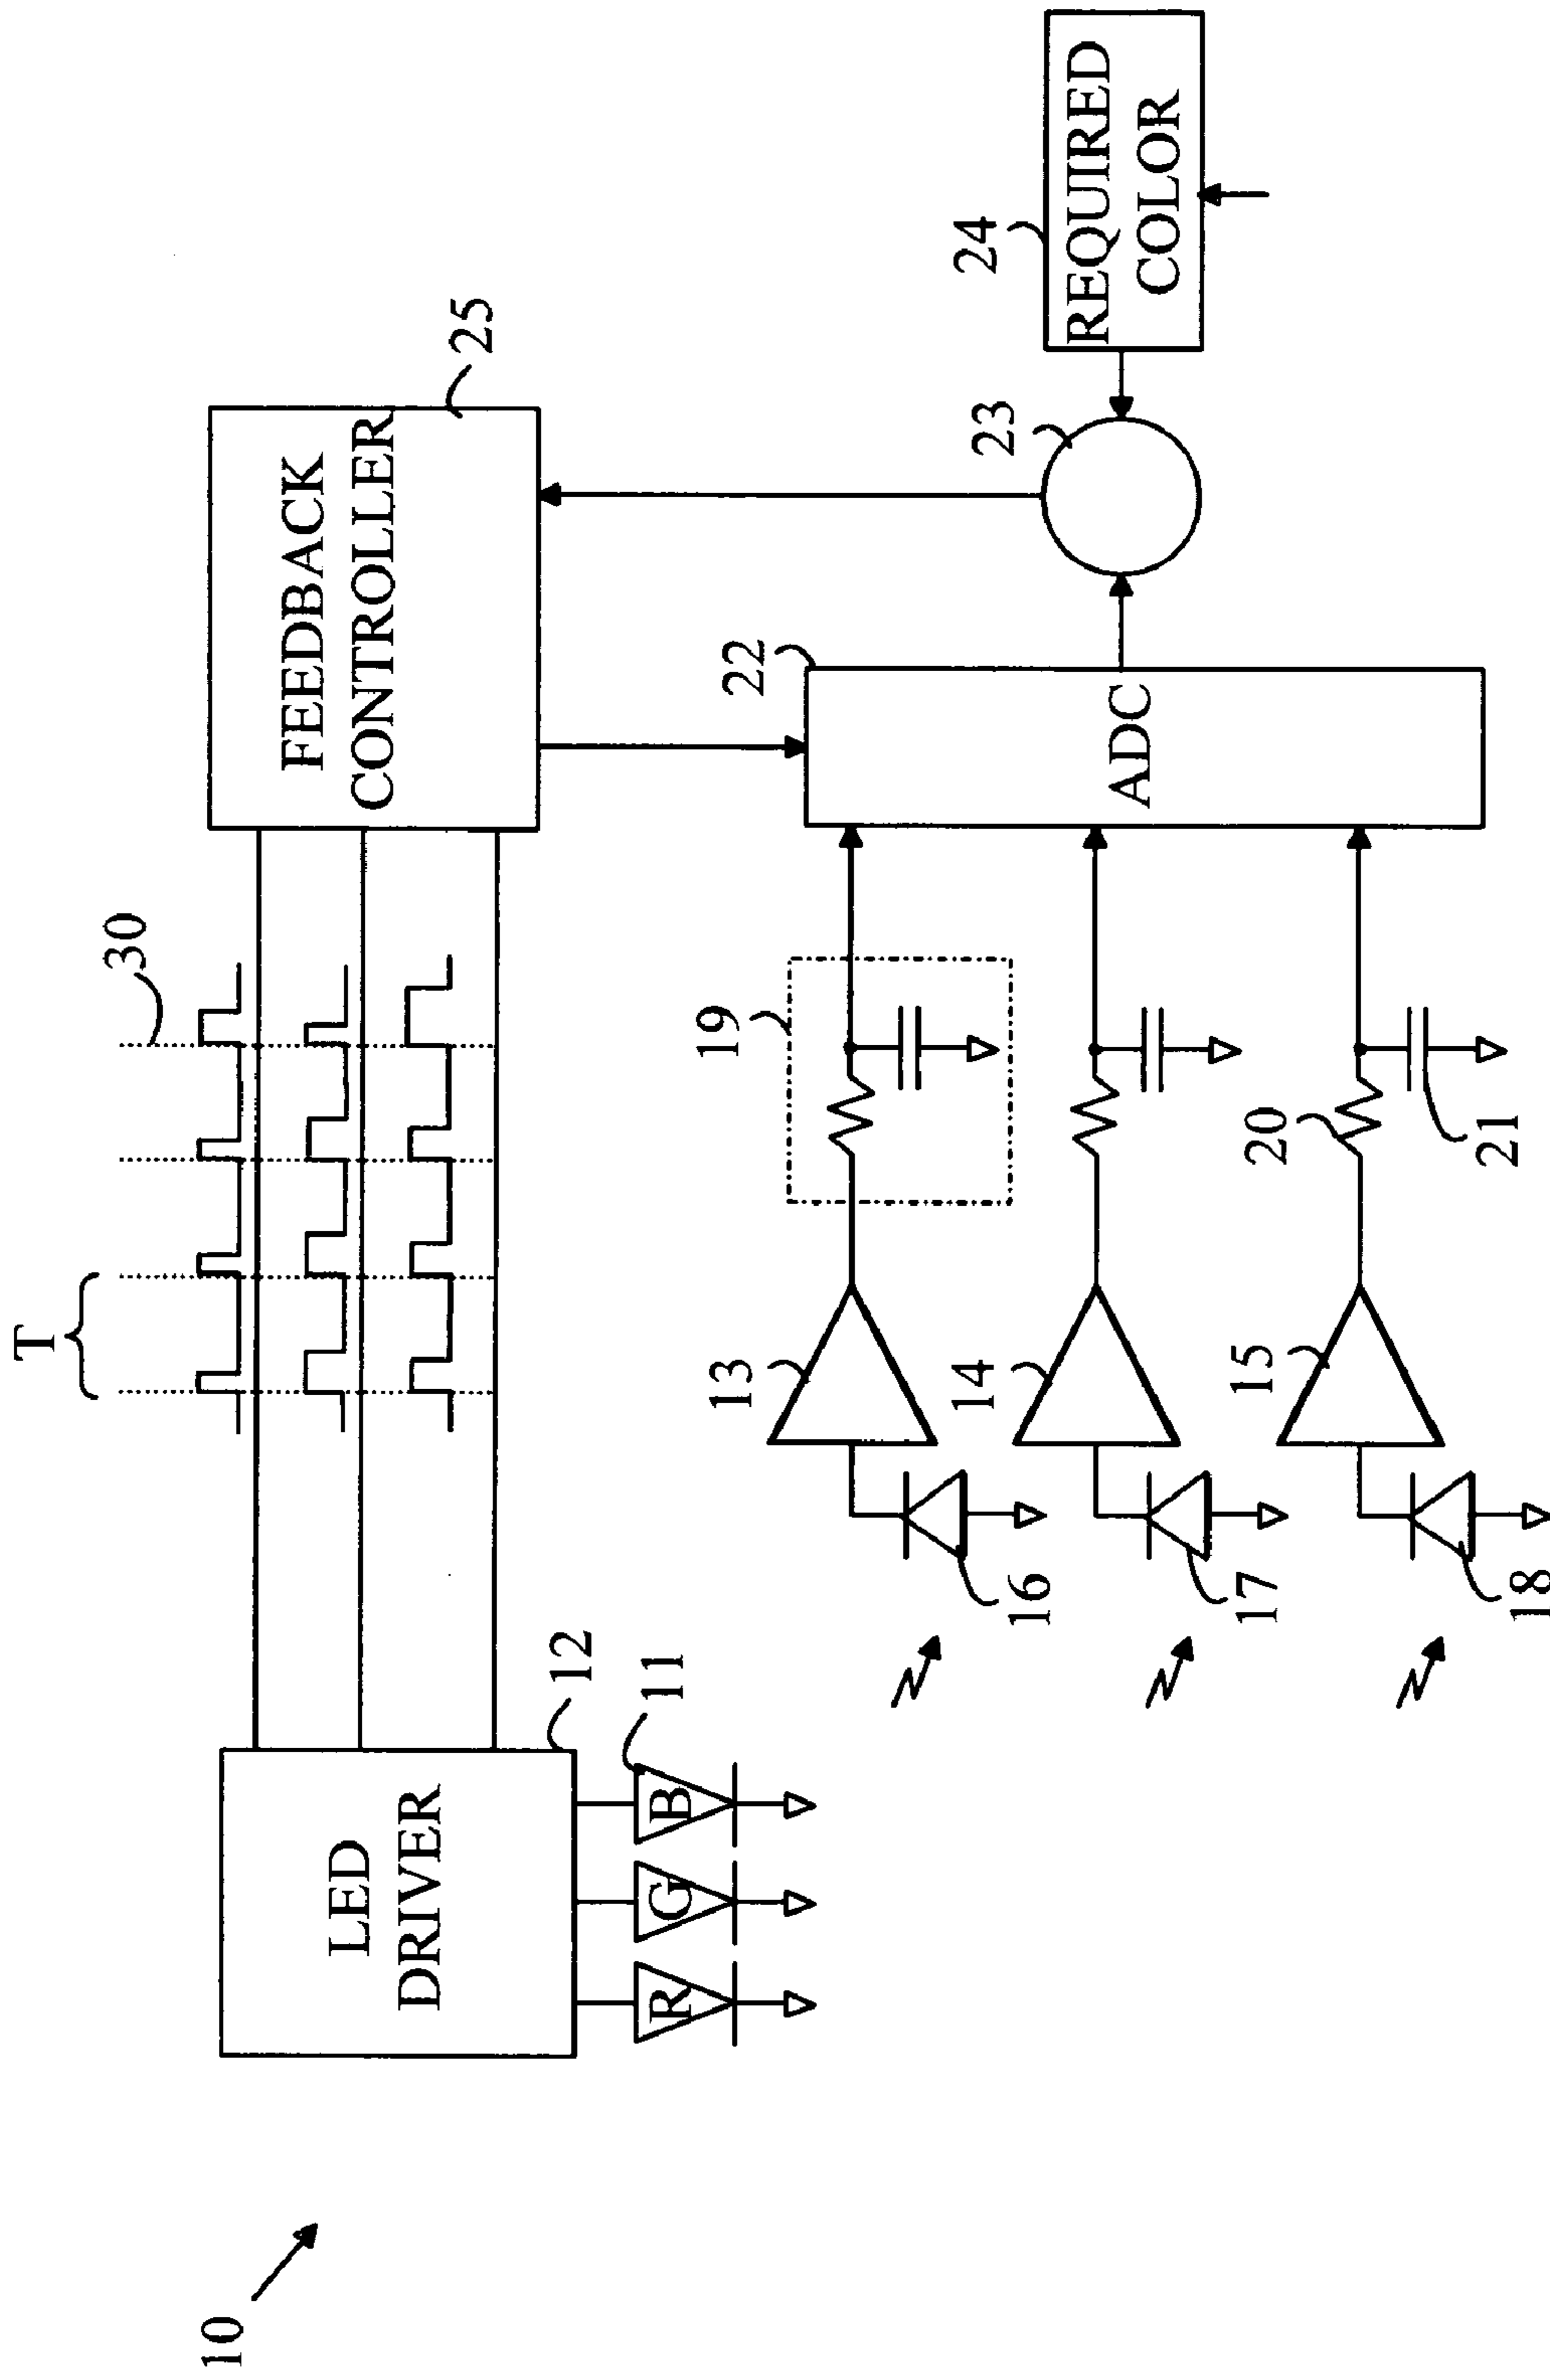 T
30
FEEDBACK
CONTROLLER
25
LED
DRIVER
12
R
G
B
11
10
13
14
15
16
17
18
19
20
21
22
ADC
23
24
REQUIRED
COLOR